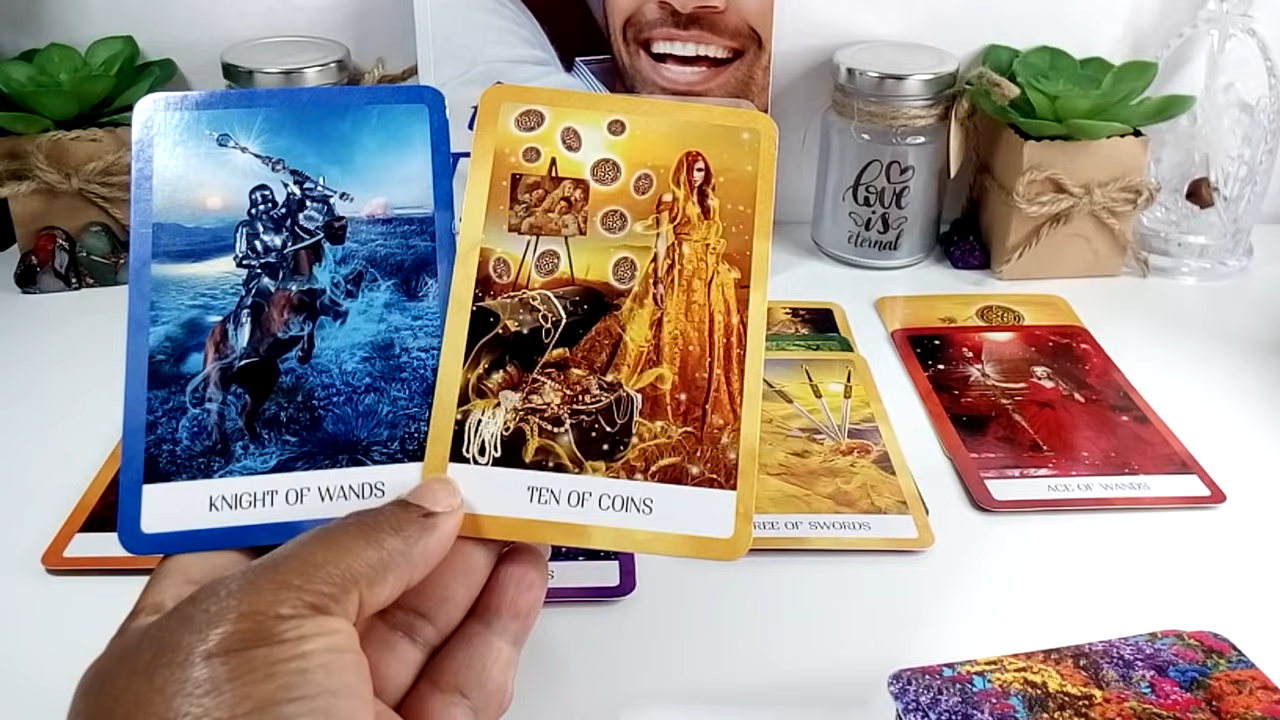 love
is
eternal
KNIGHT OF WANDS
TEN OF COINS
ACE OF WANDS
REE OF SWORDS
S